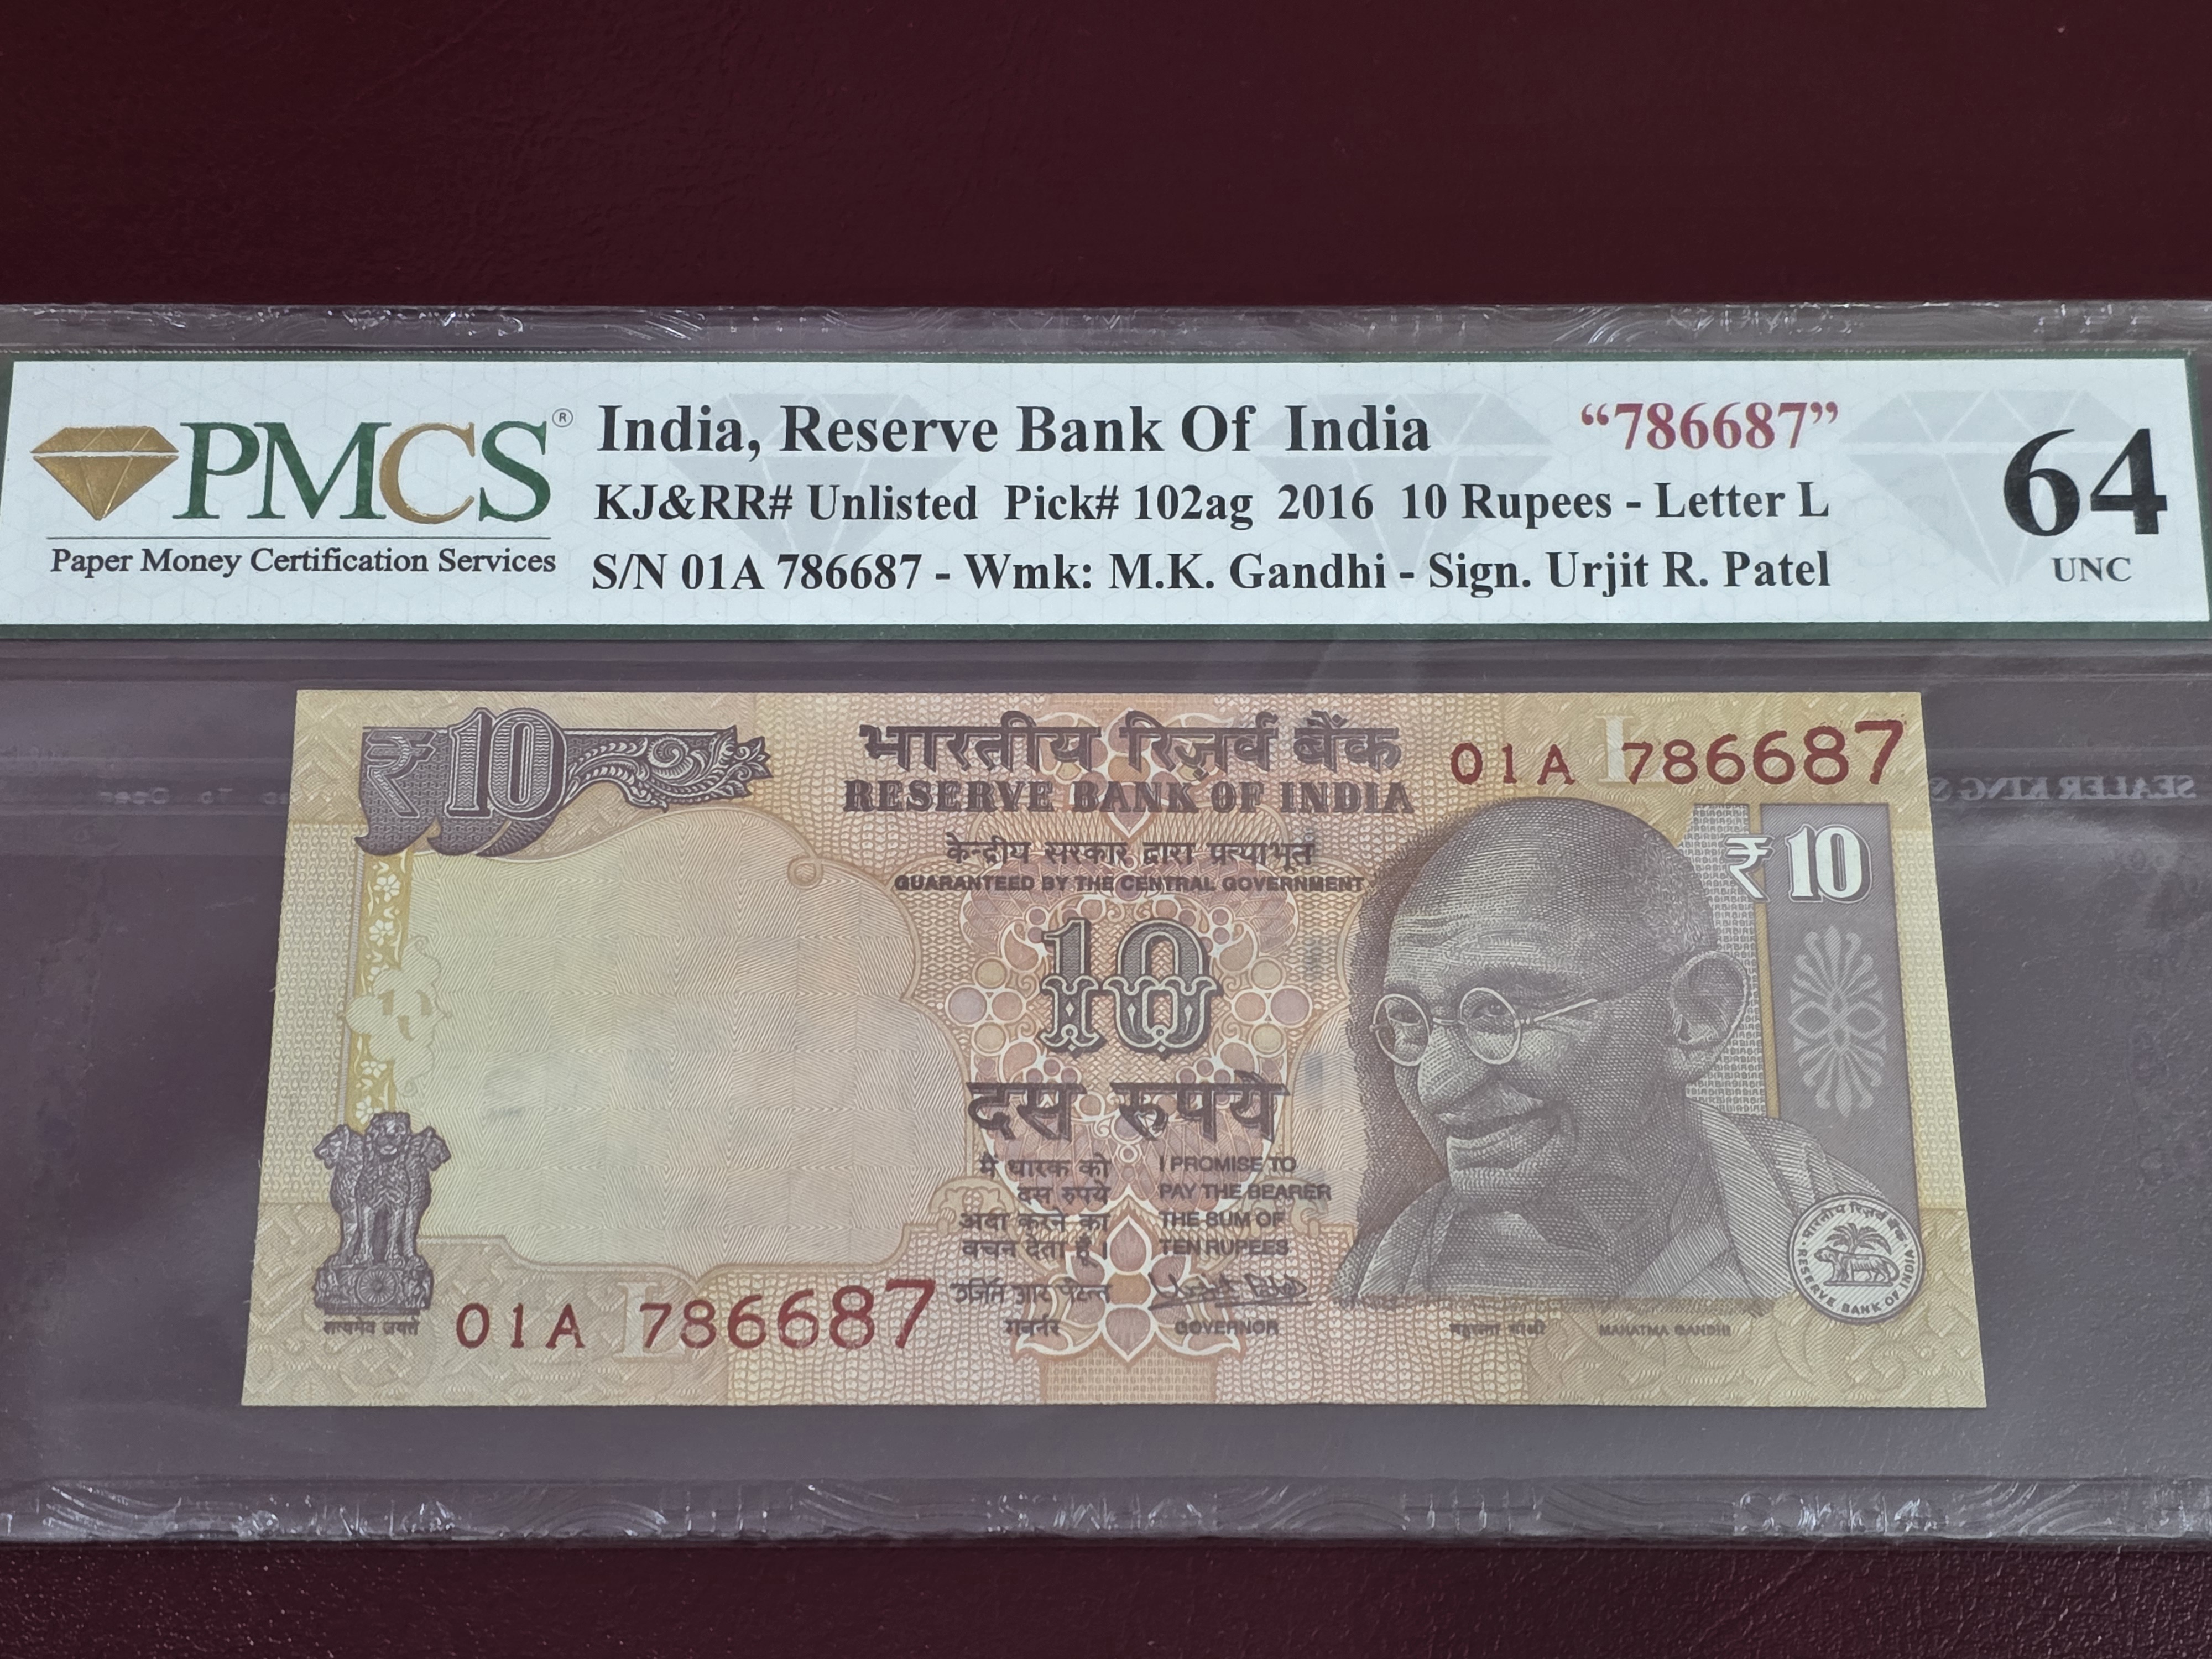 PMCS®
Paper Money Certification Services
India, Reserve Bank Of India "786687"
KJ&RR# Unlisted Pick# 102ag 2016 10 Rupees - Letter L
S/N 01A 786687 - Wmk: M.K. Gandhi - Sign. Urjit R. Patel
64
UNC
₹10
भारतीय रिज़र्व बैंक
RESERVE BANK OF INDIA
L
01A 786687
SEALER KING
केन्द्रीय सरकार द्वारा प्रत्याभूत
GUARANTEED BY THE CENTRAL GOVERNMENT
₹10
10
दस रुपये
मैं धारक को
दस रुपये
अदा करने का
वचन देता हूँ।
I PROMISE TO
PAY THE BEARER
THE SUM OF
TEN RUPEES
उर्जित आर पटेल
गवर्नर
GOVERNOR
सत्यमेव जयते
L
01A 786687
महात्मा गांधी
MAHATMA GANDHI
भारतीय रिज़र्व बैंक
RESERVE BANK OF INDIA